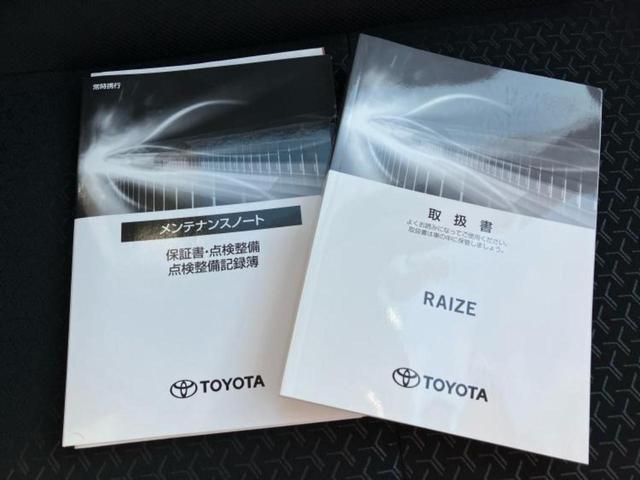 常時携行
メンテナンスノート
保証書・点検整備
点検整備記録簿
TOYOTA
取扱書
よくお読みになってご使用ください。
取扱書は車の中に保管しましょう。
RAIZE
TOYOTA